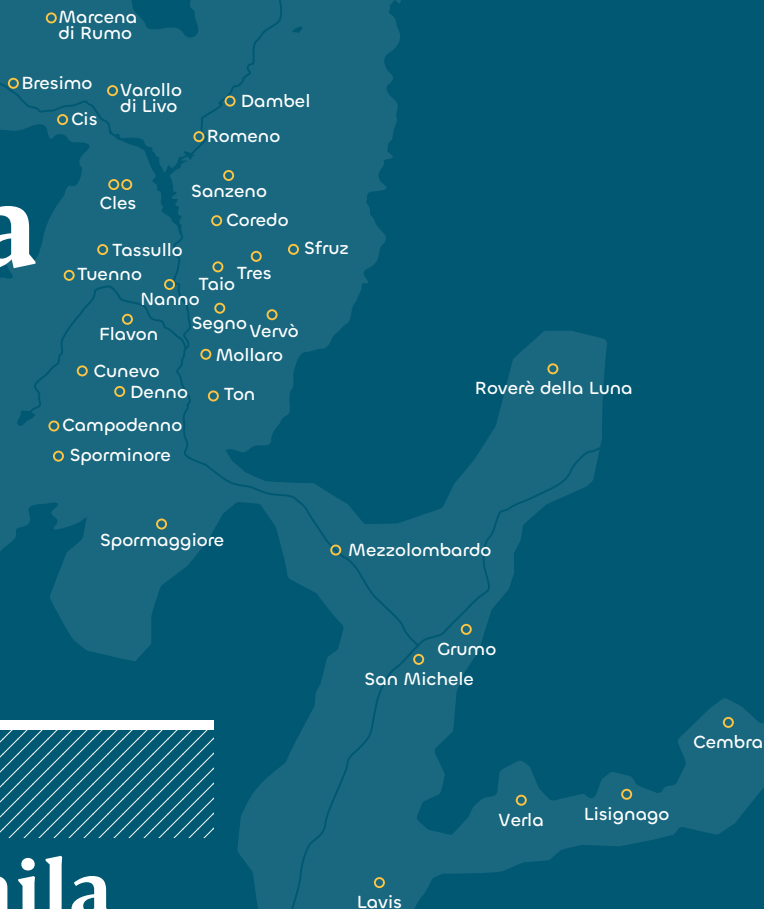 Marcena
di Rumo
Bresimo
Varollo
di Livo
Dambel
Cis
Romeno
Sanzeno
Cles
a
Coredo
Tassullo
Sfruz
Tuenno
Tres
Taio
Nanno
Segno
Vervò
Flavon
Mollaro
Cunevo
Roverè della Luna
Denno
Ton
Campodenno
Sporminore
Spormaggiore
Mezzolombardo
Grumo
San Michele
Cembra
Lisignago
Verla
Lavis